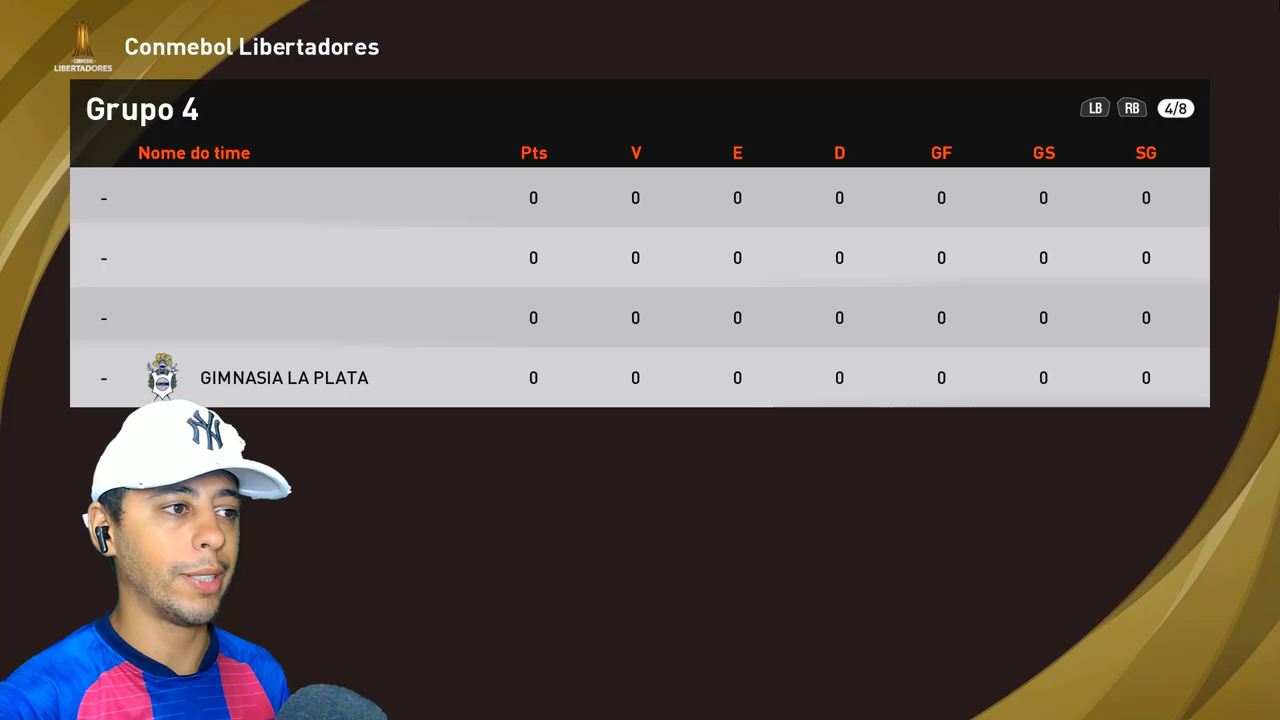 Conmebol Libertadores
CONMEBOL
LIBERTADORES
Grupo 4
LB RB 4/8
Nome do time Pts V E D GF GS SG
- 0 0 0 0 0 0 0
- 0 0 0 0 0 0 0
- 0 0 0 0 0 0 0
- GIMNASIA LA PLATA 0 0 0 0 0 0 0
NY